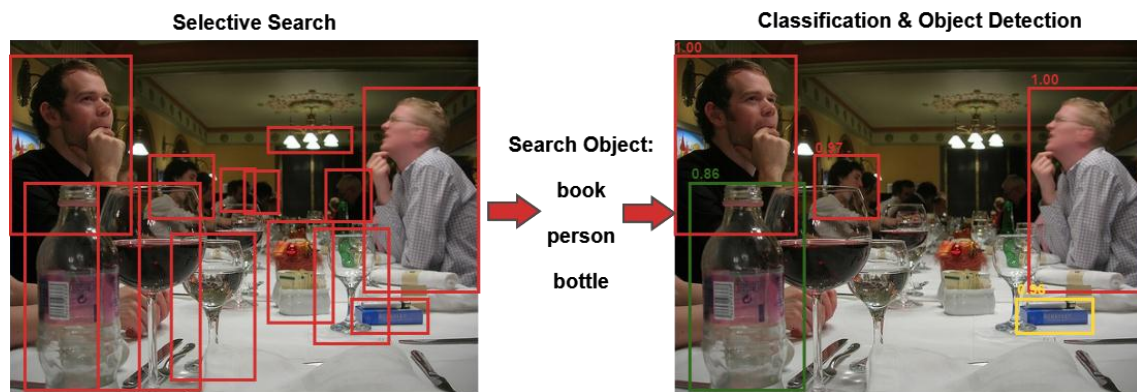 Selective Search
Classification & Object Detection
Search Object:
book
person
bottle
1.00
1.00
0.97
0.86